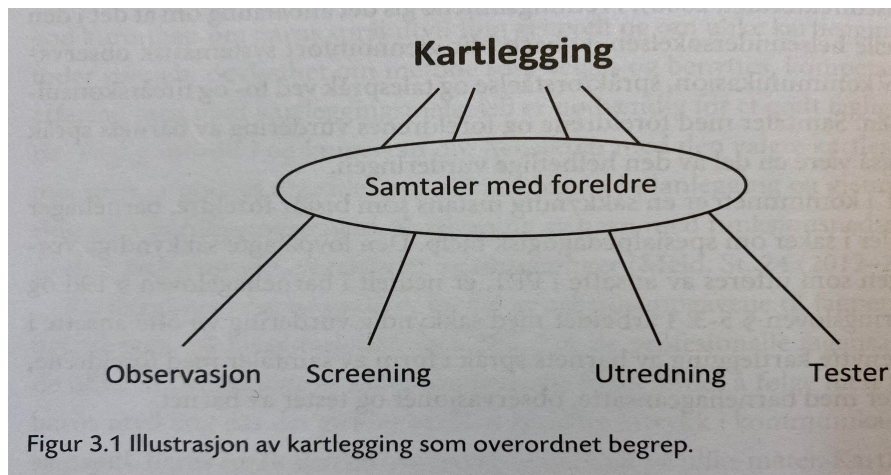 Kartlegging
Samtaler med foreldre
Observasjon Screening Utredning Tester
Figur 3.1 Illustrasjon av kartlegging som overordnet begrep.